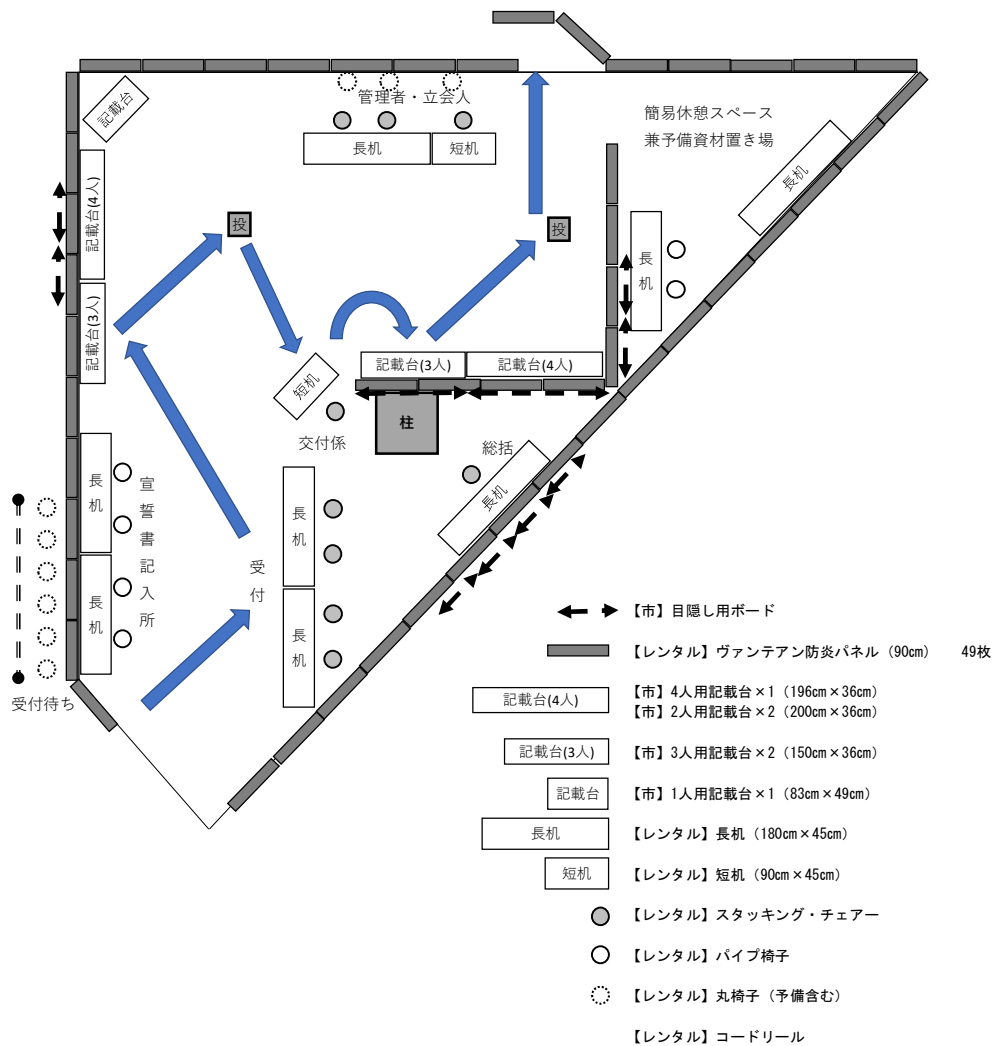 記載台
管理者・立会人
長机
短机
簡易休憩スペース
兼予備資材置き場
長机
記載台(4人)
投
投
長机
記載台(3人)
記載台(3人)
記載台(4人)
短机
柱
交付係
総括
長机
長机
宣誓書記入所
長机
長机
受付
長机
受付待ち
【市】目隠し用ボード
【レンタル】ヴァンテアン防炎パネル（90cm） 49枚
記載台(4人)
【市】4人用記載台×1（196cm×36cm）
【市】2人用記載台×2（200cm×36cm）
記載台(3人)
【市】3人用記載台×2（150cm×36cm）
記載台
【市】1人用記載台×1（83cm×49cm）
長机
【レンタル】長机（180cm×45cm）
短机
【レンタル】短机（90cm×45cm）
【レンタル】スタッキング・チェアー
【レンタル】パイプ椅子
【レンタル】丸椅子（予備含む）
【レンタル】コードリール